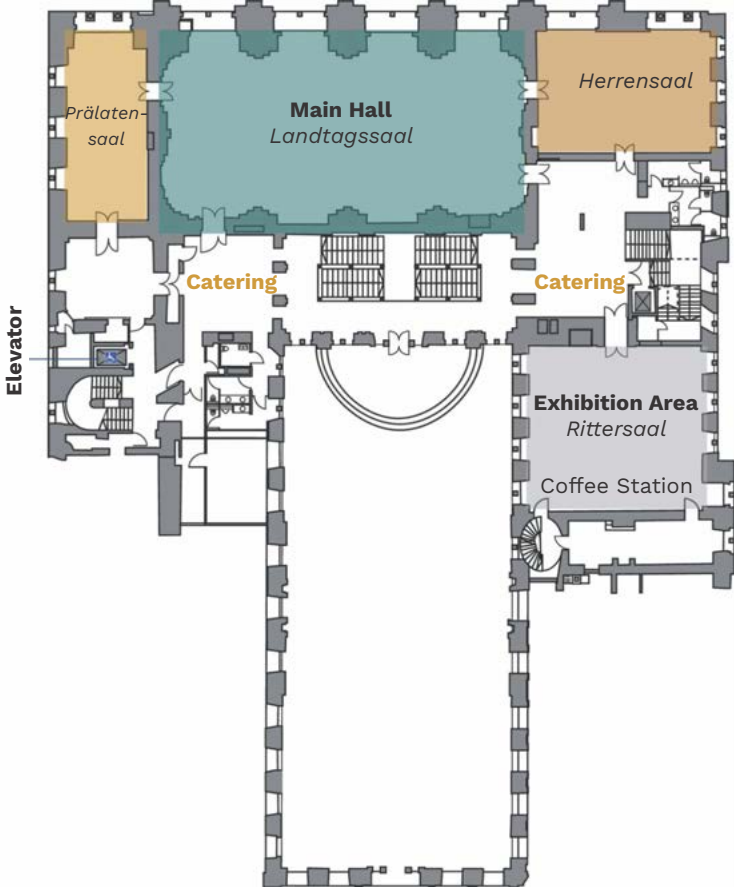 Prälaten-
saal
Main Hall
Landtagssaal
Herrensaal
Catering
Catering
Elevator
Exhibition Area
Rittersaal
Coffee Station